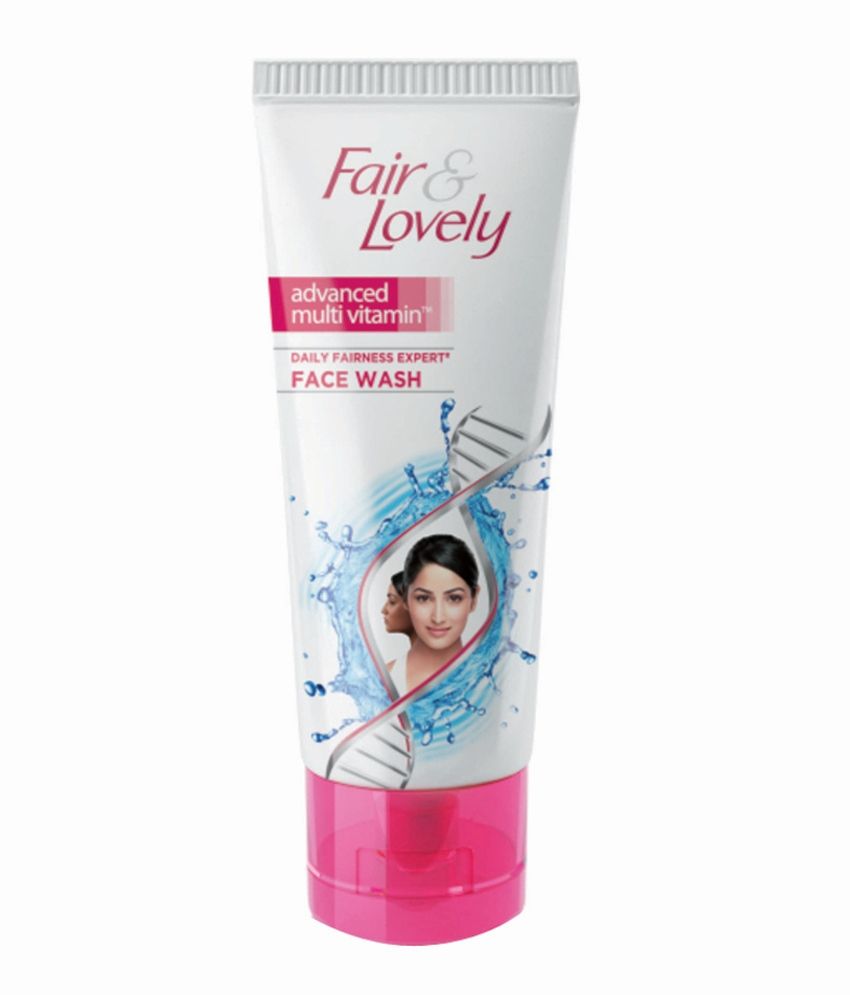 Fair &
Lovely
advanced
multi vitamin™
DAILY FAIRNESS EXPERT*
FACE WASH